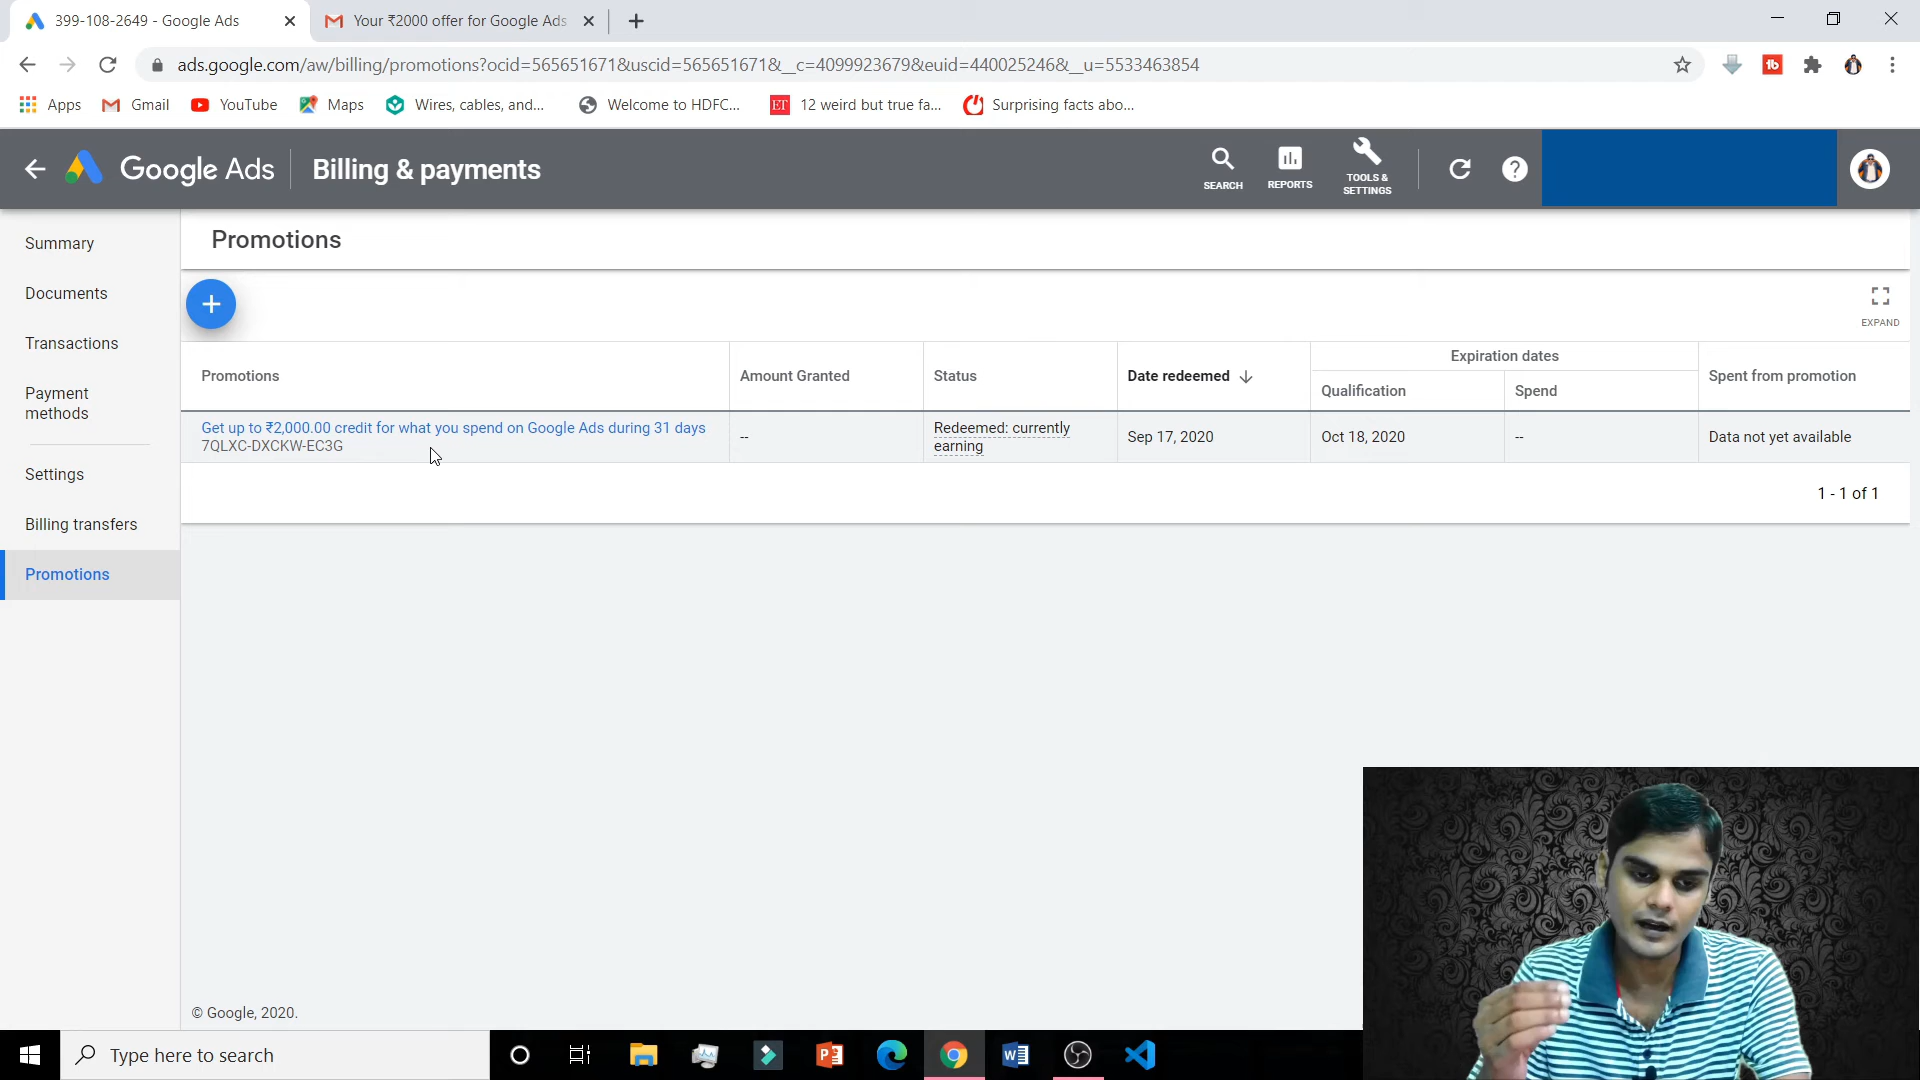 399-108-2649 - Google Ads
Your ₹2000 offer for Google Ads
ads.google.com/aw/billing/promotions?ocid=565651671&uscid=565651671&__c=4099923679&euid=440025246&__u=5533463854
Apps Gmail YouTube Maps Wires, cables, and... Welcome to HDFC... ET 12 weird but true fa... Surprising facts abo...
Google Ads Billing & payments
SEARCH
REPORTS
TOOLS &
SETTINGS
Summary
Documents
Transactions
Payment
methods
Settings
Billing transfers
Promotions
Promotions
EXPAND
Promotions
Amount Granted
Status
Date redeemed
Expiration dates
Qualification
Spend
Spent from promotion
Get up to ₹2,000.00 credit for what you spend on Google Ads during 31 days
7QLXC-DXCKW-EC3G
--
Redeemed: currently
earning
Sep 17, 2020
Oct 18, 2020
--
Data not yet available
1 - 1 of 1
© Google, 2020.
Type here to search